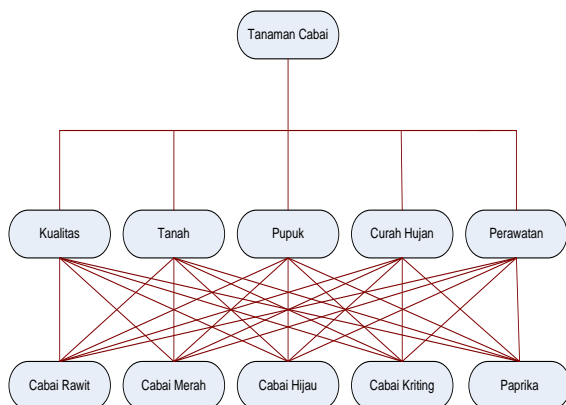 Tanaman Cabai
Kualitas
Tanah
Pupuk
Curah Hujan
Perawatan
Cabai Rawit
Cabai Merah
Cabai Hijau
Cabai Kriting
Paprika